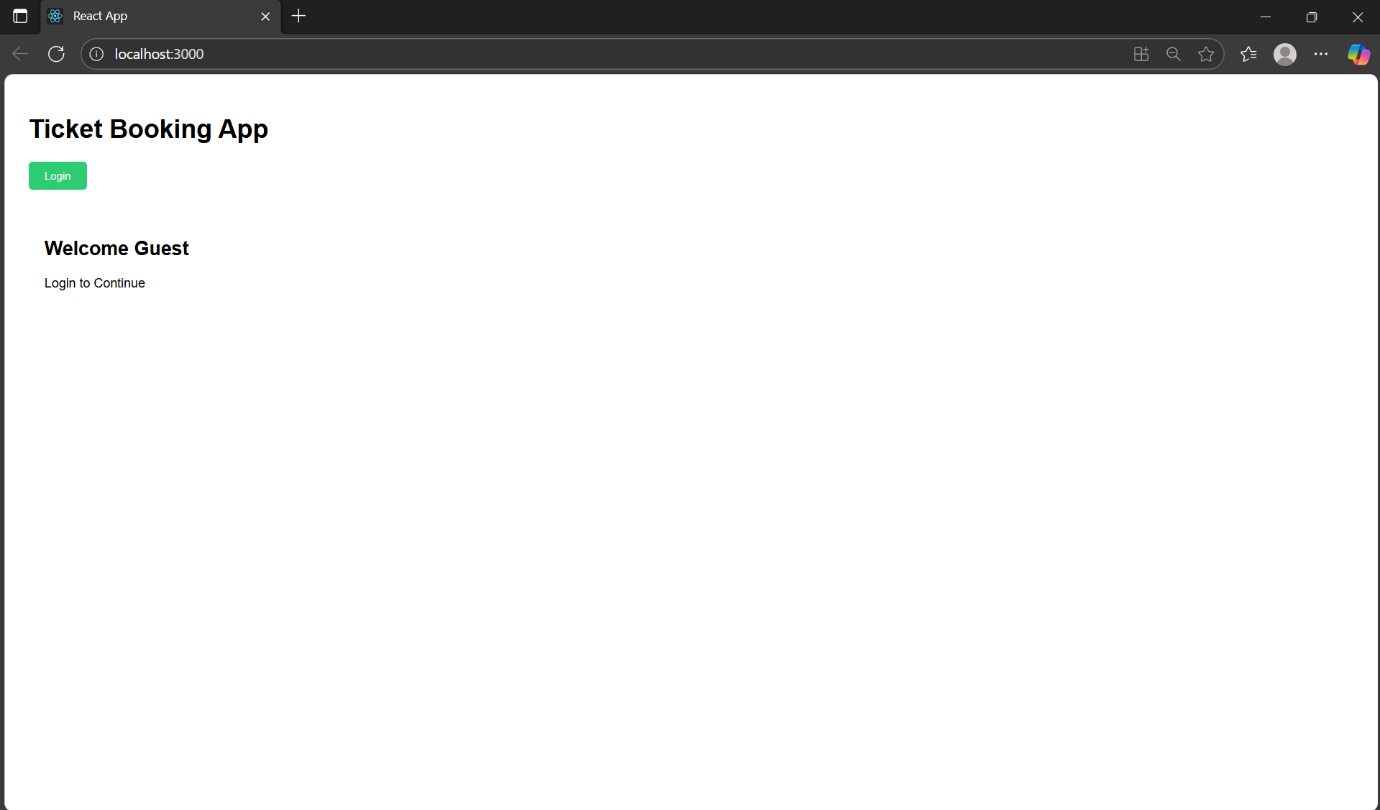 React App
localhost:3000
Ticket Booking App
Login
Welcome Guest
Login to Continue